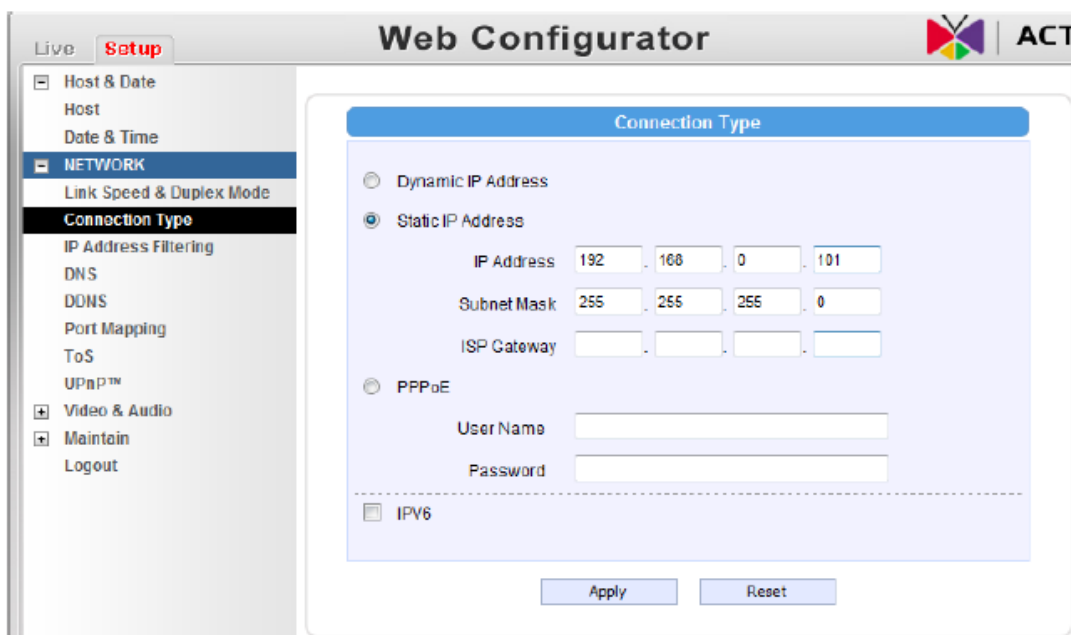 Live Setup
Web Configurator
ACT
Host & Date
Host
Date & Time
NETWORK
Link Speed & Duplex Mode
Connection Type
IP Address Filtering
DNS
DDNS
Port Mapping
ToS
UPnP™
Video & Audio
Maintain
Logout
Connection Type
Dynamic IP Address
Static IP Address
IP Address 192 . 168 . 0 . 101
Subnet Mask 255 . 255 . 255 . 0
ISP Gateway . . .
PPPoE
User Name
Password
IPV6
Apply Reset